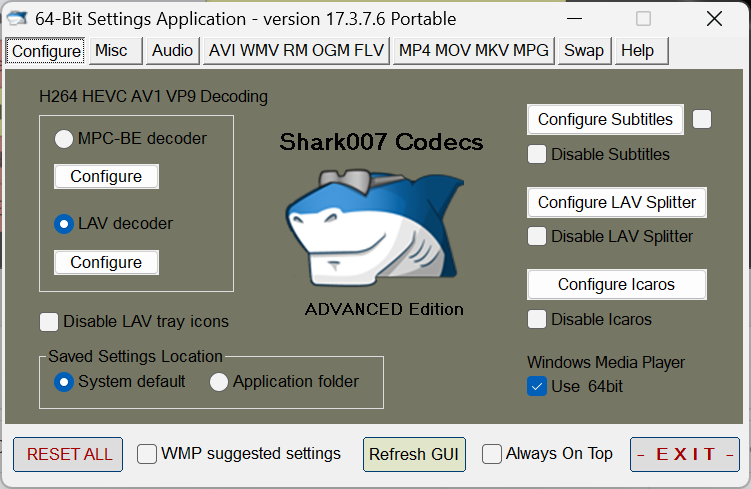 64-Bit Settings Application - version 17.3.7.6 Portable
Configure Misc Audio AVI WMV RM OGM FLV MP4 MOV MKV MPG Swap Help
H264 HEVC AV1 VP9 Decoding
MPC-BE decoder
Configure
LAV decoder
Configure
Disable LAV tray icons
Saved Settings Location
System default Application folder
Shark007 Codecs
ADVANCED Edition
Configure Subtitles
Disable Subtitles
Configure LAV Splitter
Disable LAV Splitter
Configure Icaros
Disable Icaros
Windows Media Player
Use 64bit
RESET ALL WMP suggested settings Refresh GUI Always On Top - E X I T -